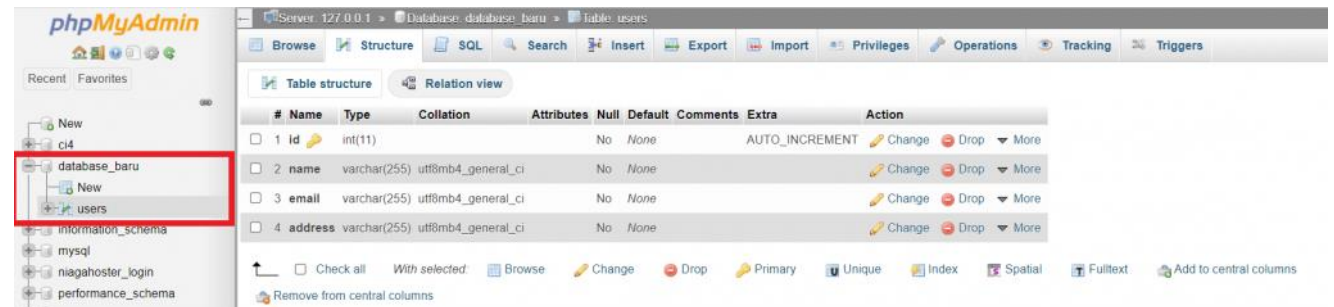 phpMyAdmin
Recent Favorites
New
ci4
database_baru
New
users
information_schema
mysql
niagahoster_login
performance_schema
Server: 127.0.0.1 » Database: database_baru » Table: users
Browse Structure SQL Search Insert Export Import Privileges Operations Tracking Triggers
Table structure Relation view
# Name Type Collation Attributes Null Default Comments Extra Action
1 id int(11) No None AUTO_INCREMENT Change Drop More
2 name varchar(255) utf8mb4_general_ci No None Change Drop More
3 email varchar(255) utf8mb4_general_ci No None Change Drop More
4 address varchar(255) utf8mb4_general_ci No None Change Drop More
Check all With selected: Browse Change Drop Primary Unique Index Spatial Fulltext Add to central columns
Remove from central columns